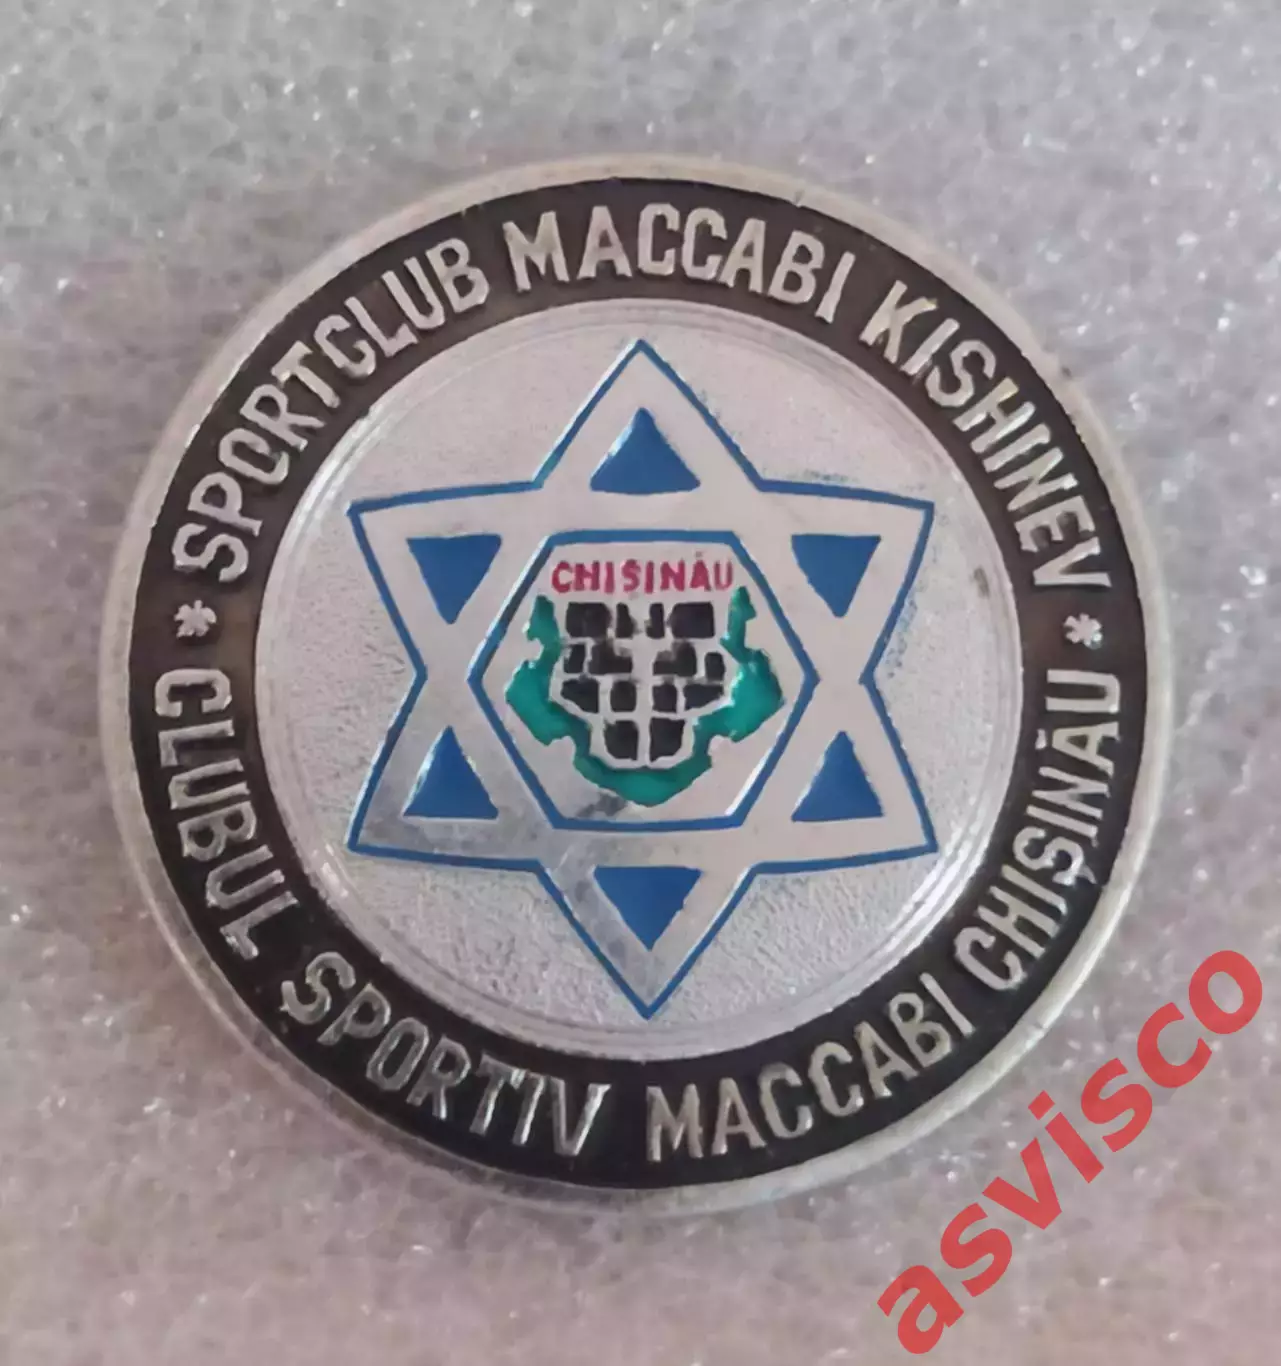 * SPORTCLUB MACCABI KISHINEV *
CHIȘINĂU
CLUBUL SPORTIV MACCABI CHIȘINĂU
asvisco